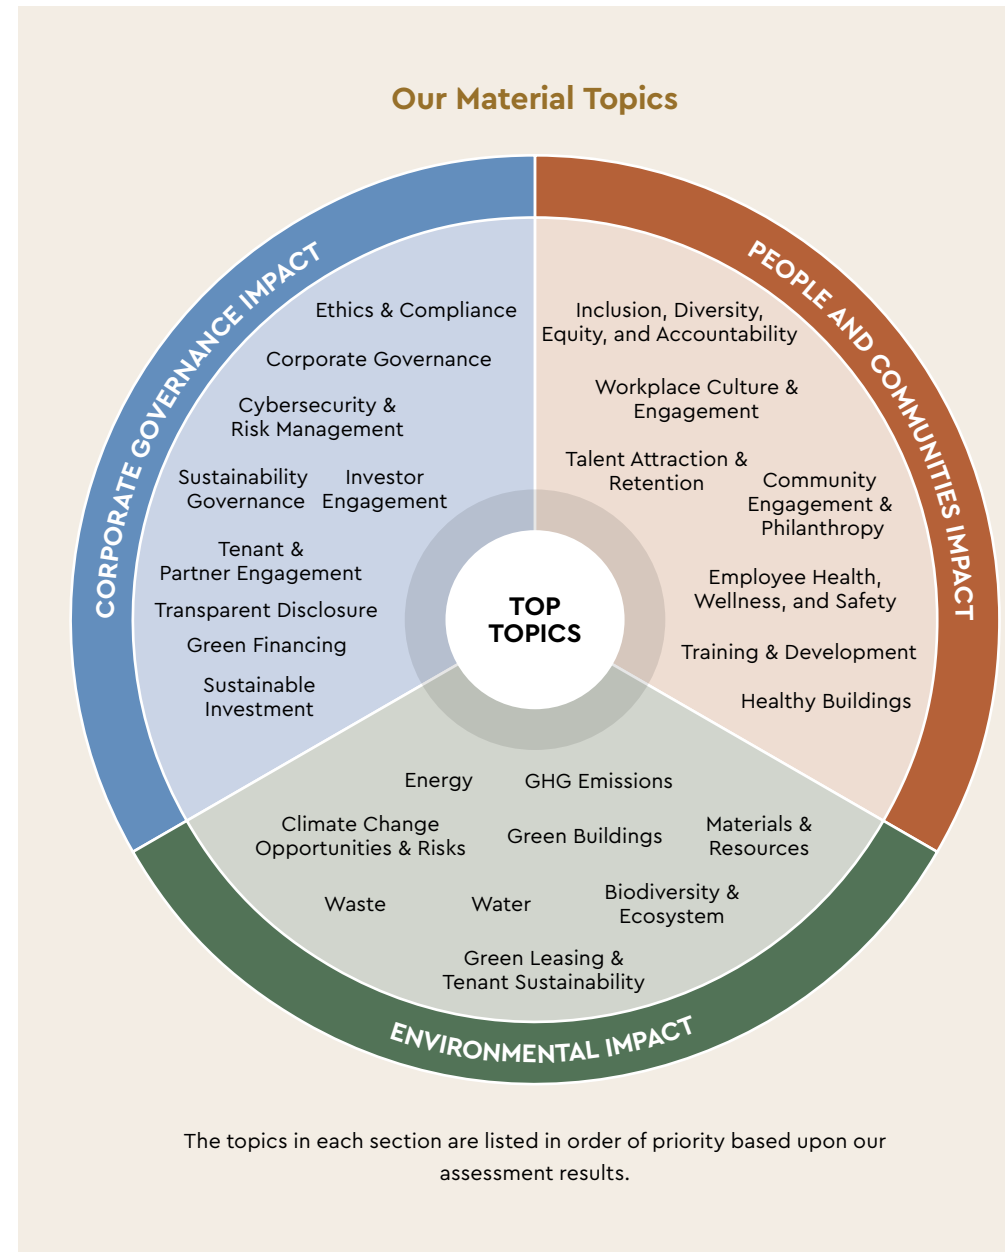 Our Material Topics
CORPORATE GOVERNANCE IMPACT
Ethics & Compliance
Corporate Governance
Cybersecurity &
Risk Management
Sustainability
Governance
Investor
Engagement
Tenant &
Partner Engagement
Transparent Disclosure
Green Financing
Sustainable
Investment
PEOPLE AND COMMUNITIES IMPACT
Inclusion, Diversity,
Equity, and Accountability
Workplace Culture &
Engagement
Talent Attraction &
Retention
Community
Engagement &
Philanthropy
Employee Health,
Wellness, and Safety
Training & Development
Healthy Buildings
TOP
TOPICS
Energy
GHG Emissions
Climate Change
Opportunities & Risks
Green Buildings
Materials &
Resources
Waste
Water
Biodiversity &
Ecosystem
Green Leasing &
Tenant Sustainability
ENVIRONMENTAL IMPACT
The topics in each section are listed in order of priority based upon our
assessment results.